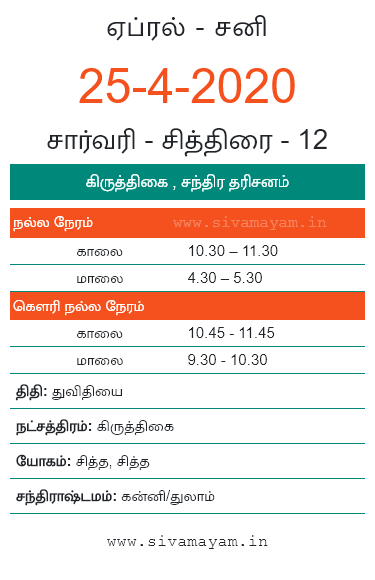 ஏப்ரல் - சனி
25-4-2020
சார்வரி - சித்திரை - 12
கிருத்திகை , சந்திர தரிசனம்
நல்ல நேரம் www.sivamayam.in
காலை 10.30 – 11.30
மாலை 4.30 – 5.30
கௌரி நல்ல நேரம்
காலை 10.45 - 11.45
மாலை 9.30 - 10.30
திதி: துவிதியை
நட்சத்திரம்: கிருத்திகை
யோகம்: சித்த, சித்த
சந்திராஷ்டமம்: கன்னி/துலாம்
www.sivamayam.in